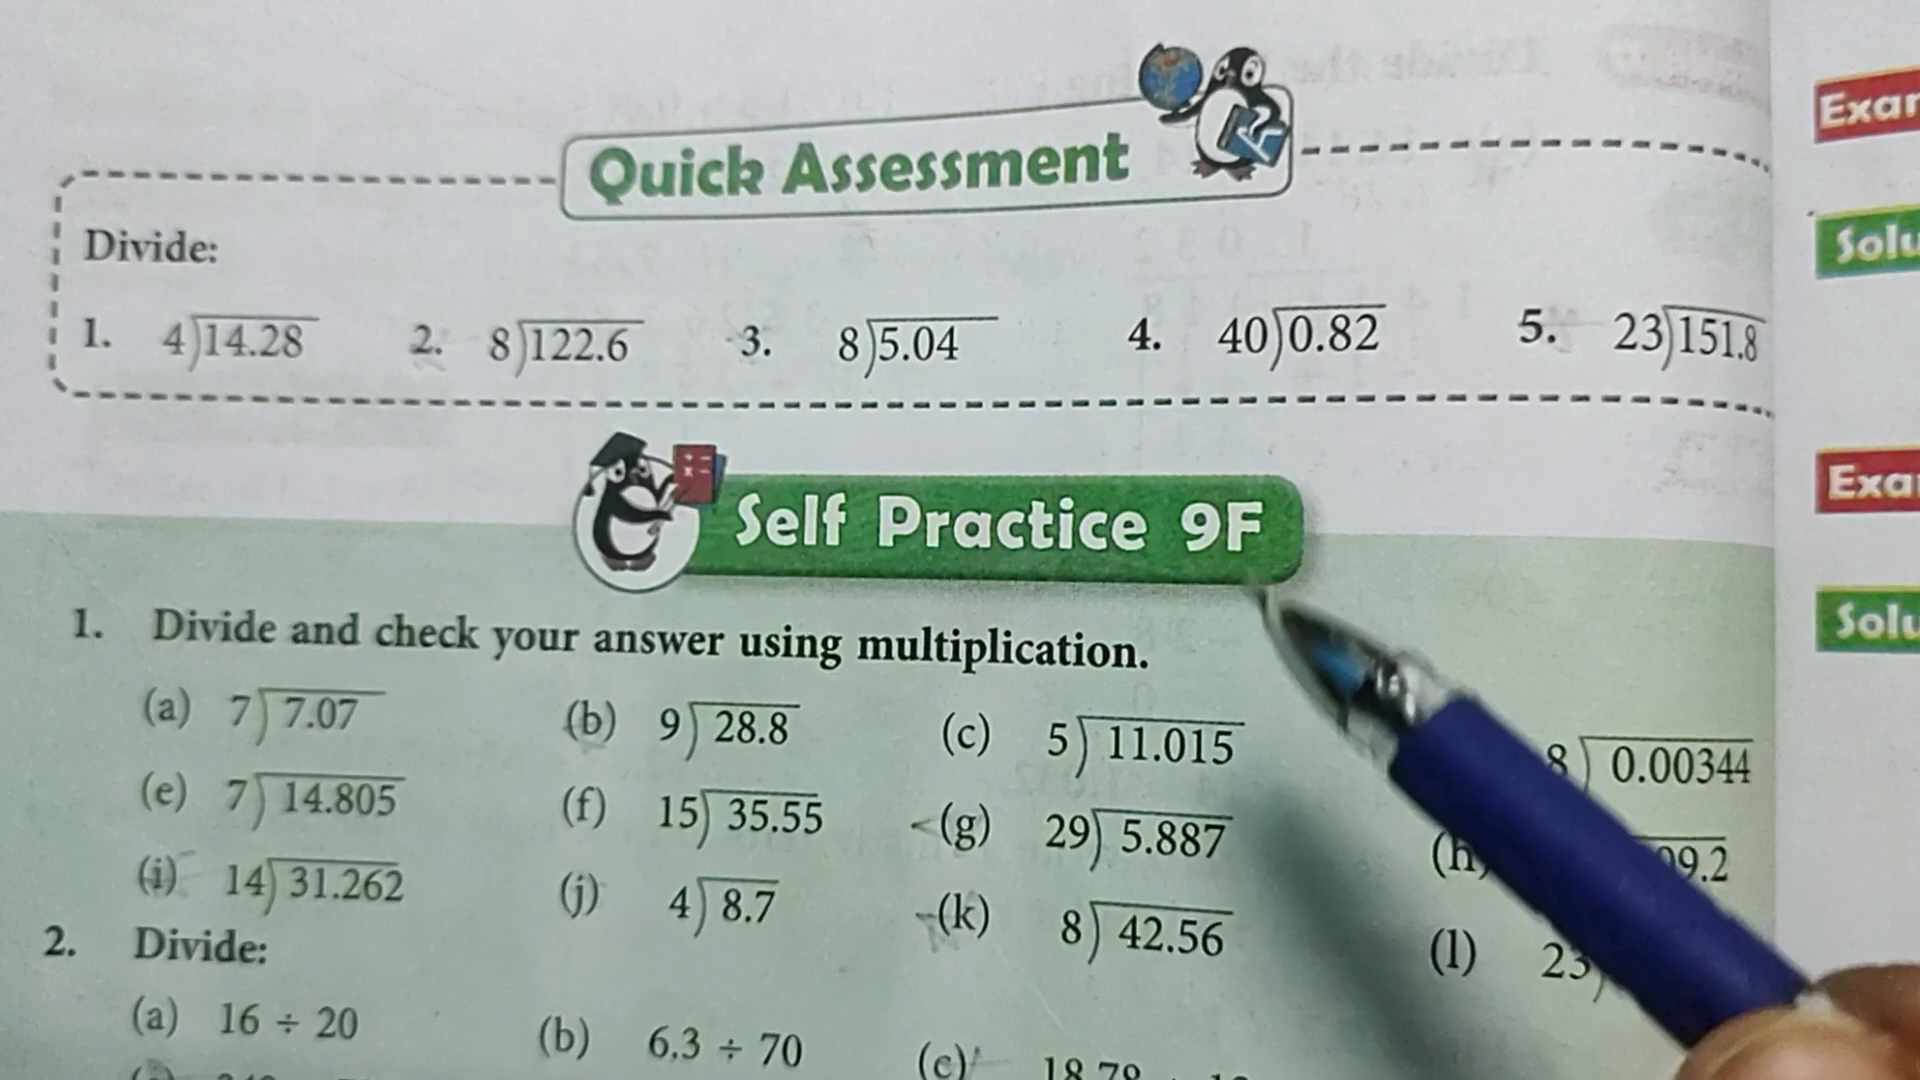 Quick Assessment
Divide:
1. 4)14.28 2. 8)122.6 3. 8)5.04 4. 40)0.82 5. 23)151.8
Self Practice 9F
1. Divide and check your answer using multiplication.
(a) 7)7.07 (b) 9)28.8 (c) 5)11.015 8)0.00344
(e) 7)14.805 (f) 15)35.55 (g) 29)5.887 (h)
(i) 14)31.262 (j) 4)8.7 (k) 8)42.56 (l) 23)
2. Divide:
(a) 16 ÷ 20 (b) 6.3 ÷ 70 (c) 18.78
Exa
Solu
Exa
Solu